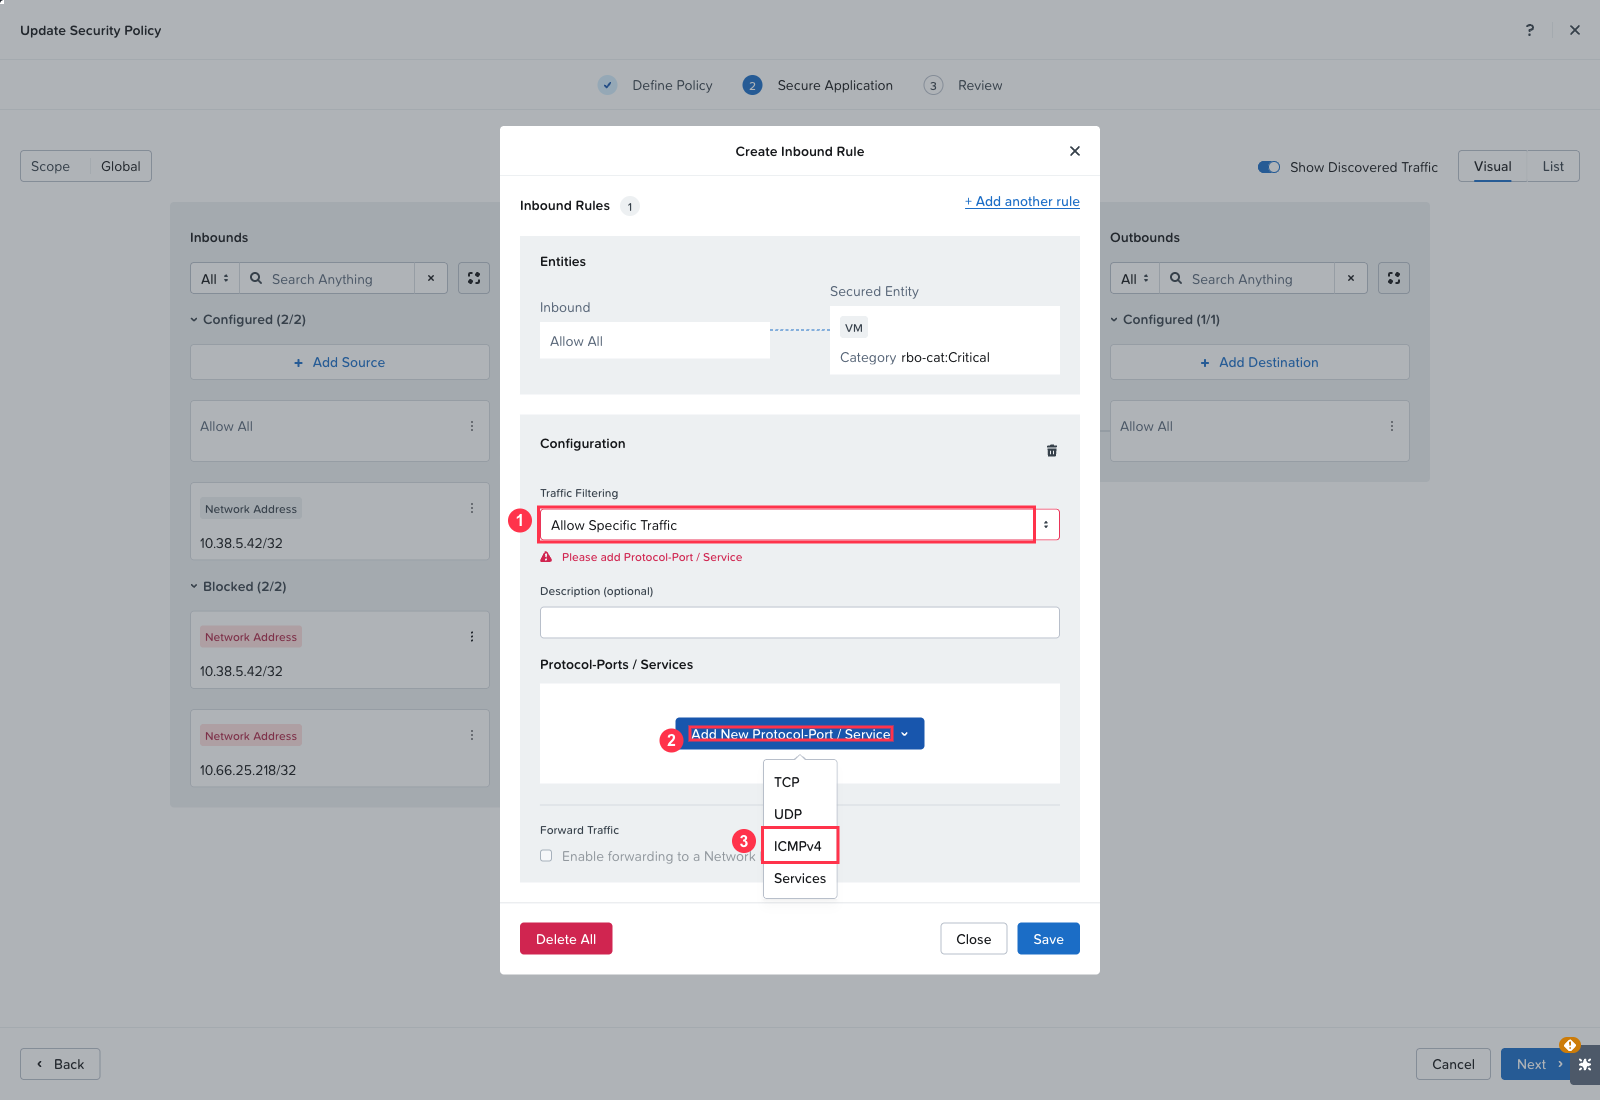 Update Security Policy
?
Define Policy
2
Secure Application
3
Review
Scope
Global
Show Discovered Traffic
Visual
List
Inbounds
All
Search Anything
Configured (2/2)
+ Add Source
Allow All
Network Address
10.38.5.42/32
Blocked (2/2)
Network Address
10.38.5.42/32
Network Address
10.66.25.218/32
Create Inbound Rule
Inbound Rules 1
+ Add another rule
Entities
Inbound
Allow All
Secured Entity
VM
Category rbo-cat:Critical
Configuration
Traffic Filtering
1
Allow Specific Traffic
Please add Protocol-Port / Service
Description (optional)
Protocol-Ports / Services
2
Add New Protocol-Port / Service
TCP
UDP
3
ICMPv4
Services
Forward Traffic
Enable forwarding to a Network
Delete All
Close
Save
Outbounds
All
Search Anything
Configured (1/1)
+ Add Destination
Allow All
Back
Cancel
Next